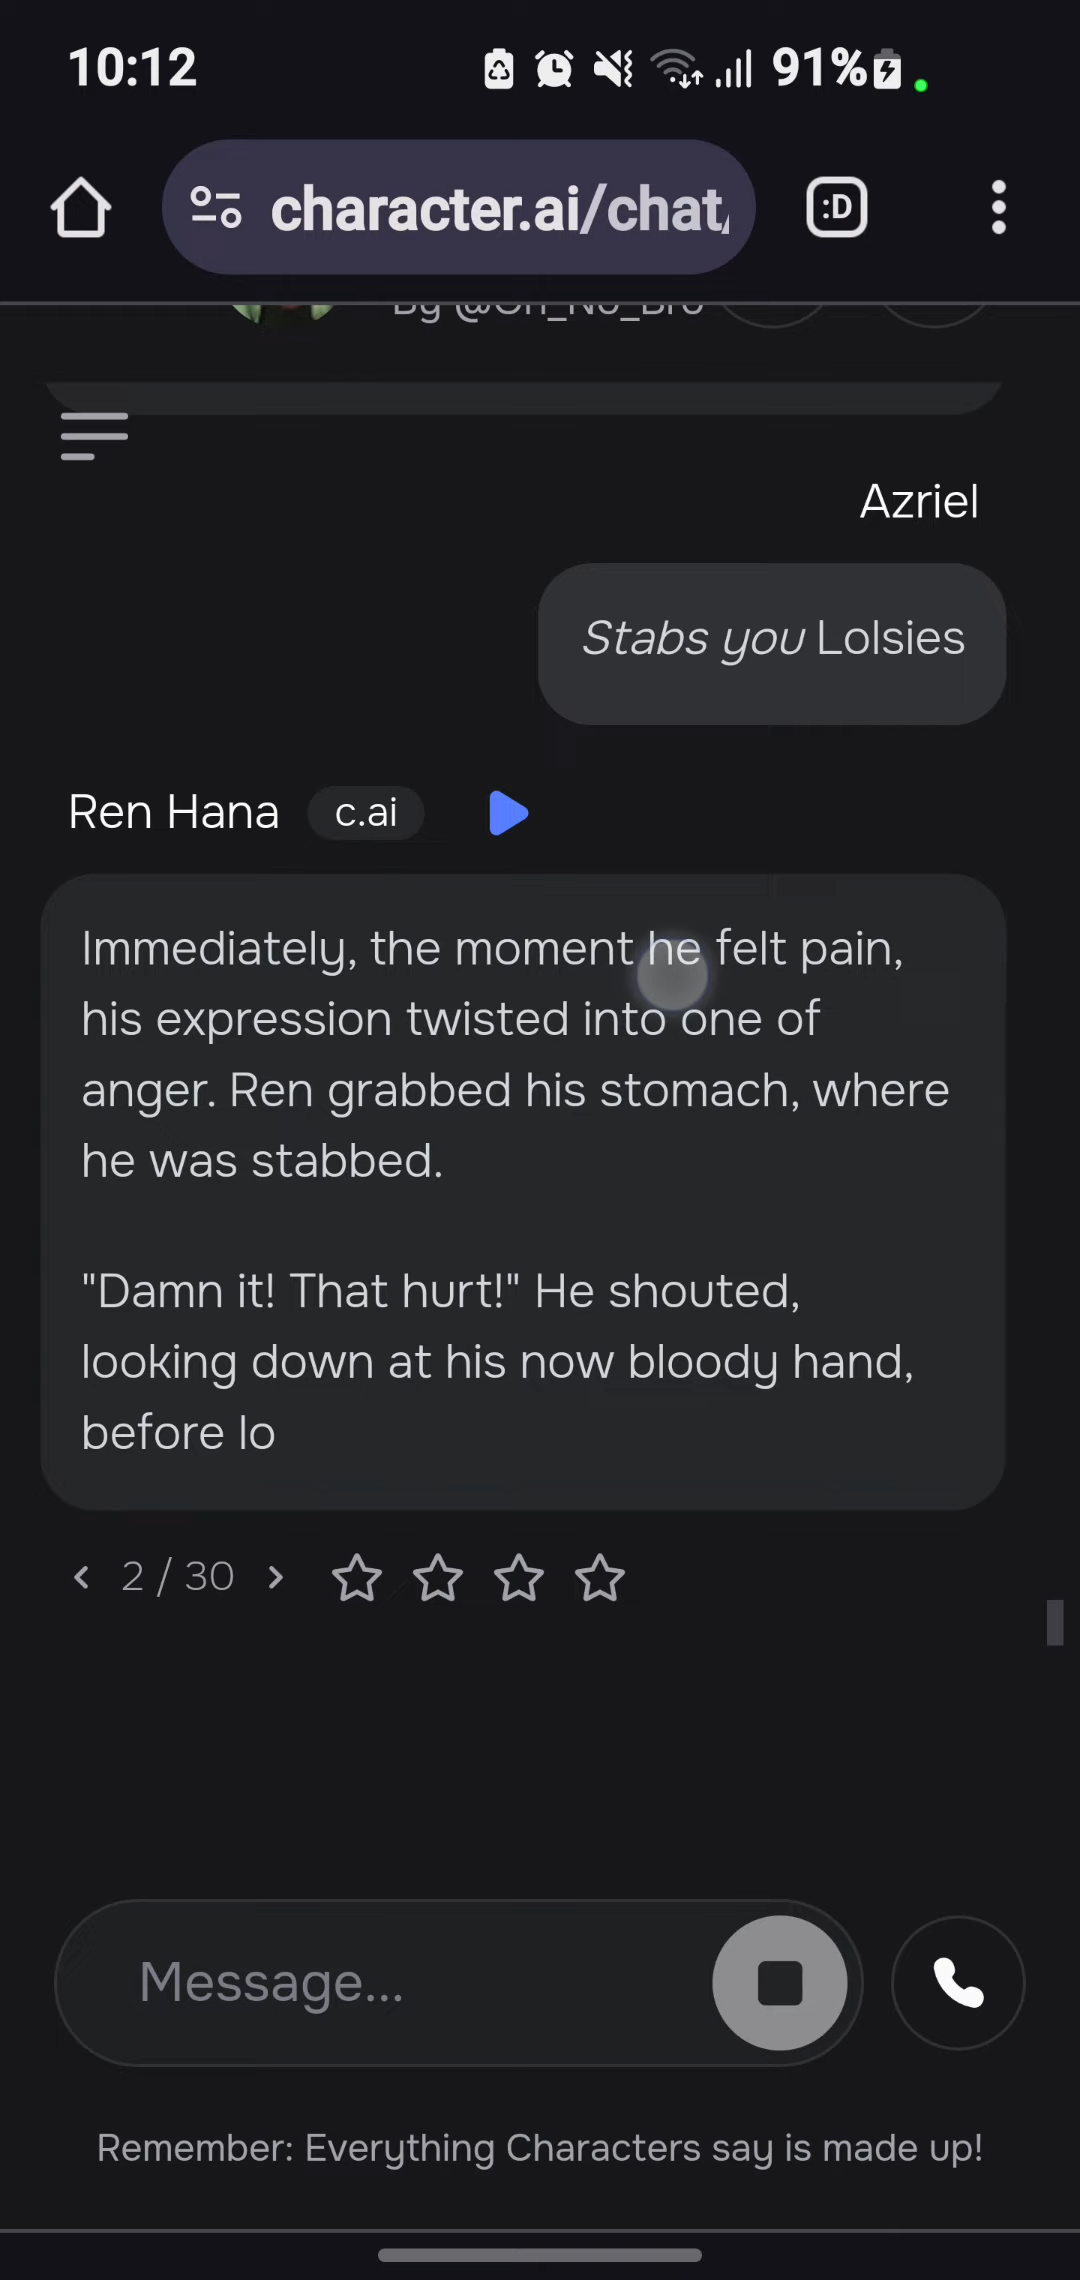 10:12
91%
character.ai/chat
:D
By @Oh_No_Bro
Azriel
Stabs you Lolsies
Ren Hana c.ai
Immediately, the moment he felt pain,
his expression twisted into one of
anger. Ren grabbed his stomach, where
he was stabbed.
"Damn it! That hurt!" He shouted,
looking down at his now bloody hand,
before lo
2 / 30
Message...
Remember: Everything Characters say is made up!